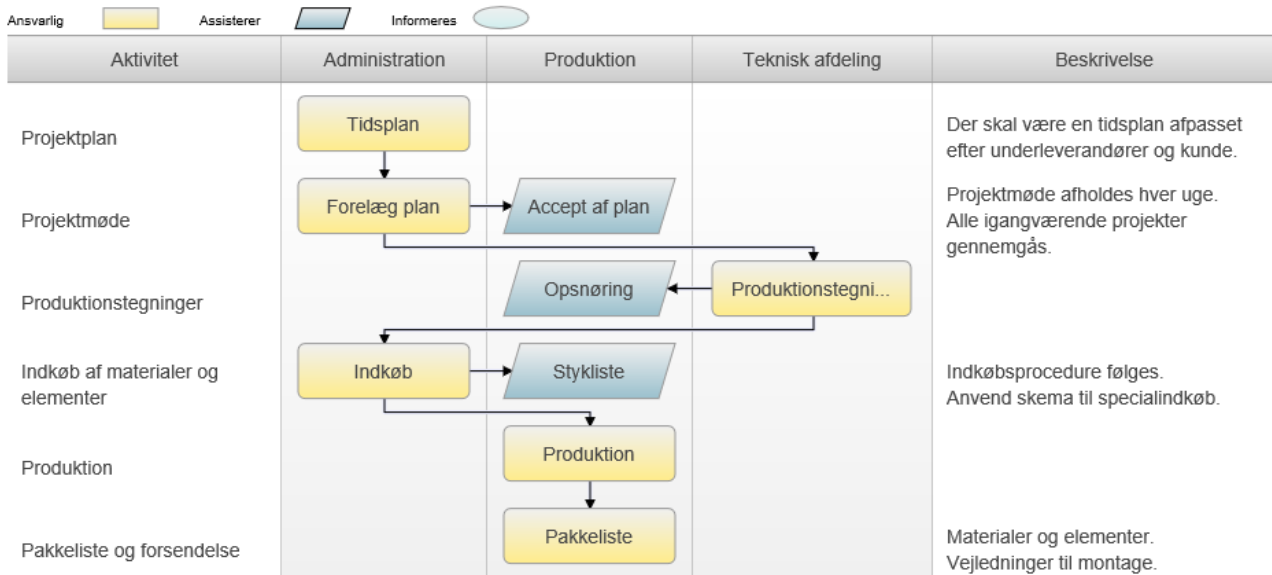 Ansvarlig Assisterer Informeres
Aktivitet Administration Produktion Teknisk afdeling Beskrivelse
Projektplan
Tidsplan
Der skal være en tidsplan afpasset
efter underleverandører og kunde.
Projektmøde
Forelæg plan
Accept af plan
Projektmøde afholdes hver uge.
Alle igangværende projekter
gennemgås.
Produktionstegninger
Opsnøring
Produktionstegni...
Indkøb af materialer og
elementer
Indkøb
Stykliste
Indkøbsprocedure følges.
Anvend skema til specialindkøb.
Produktion
Produktion
Pakkeliste og forsendelse
Pakkeliste
Materialer og elementer.
Vejledninger til montage.